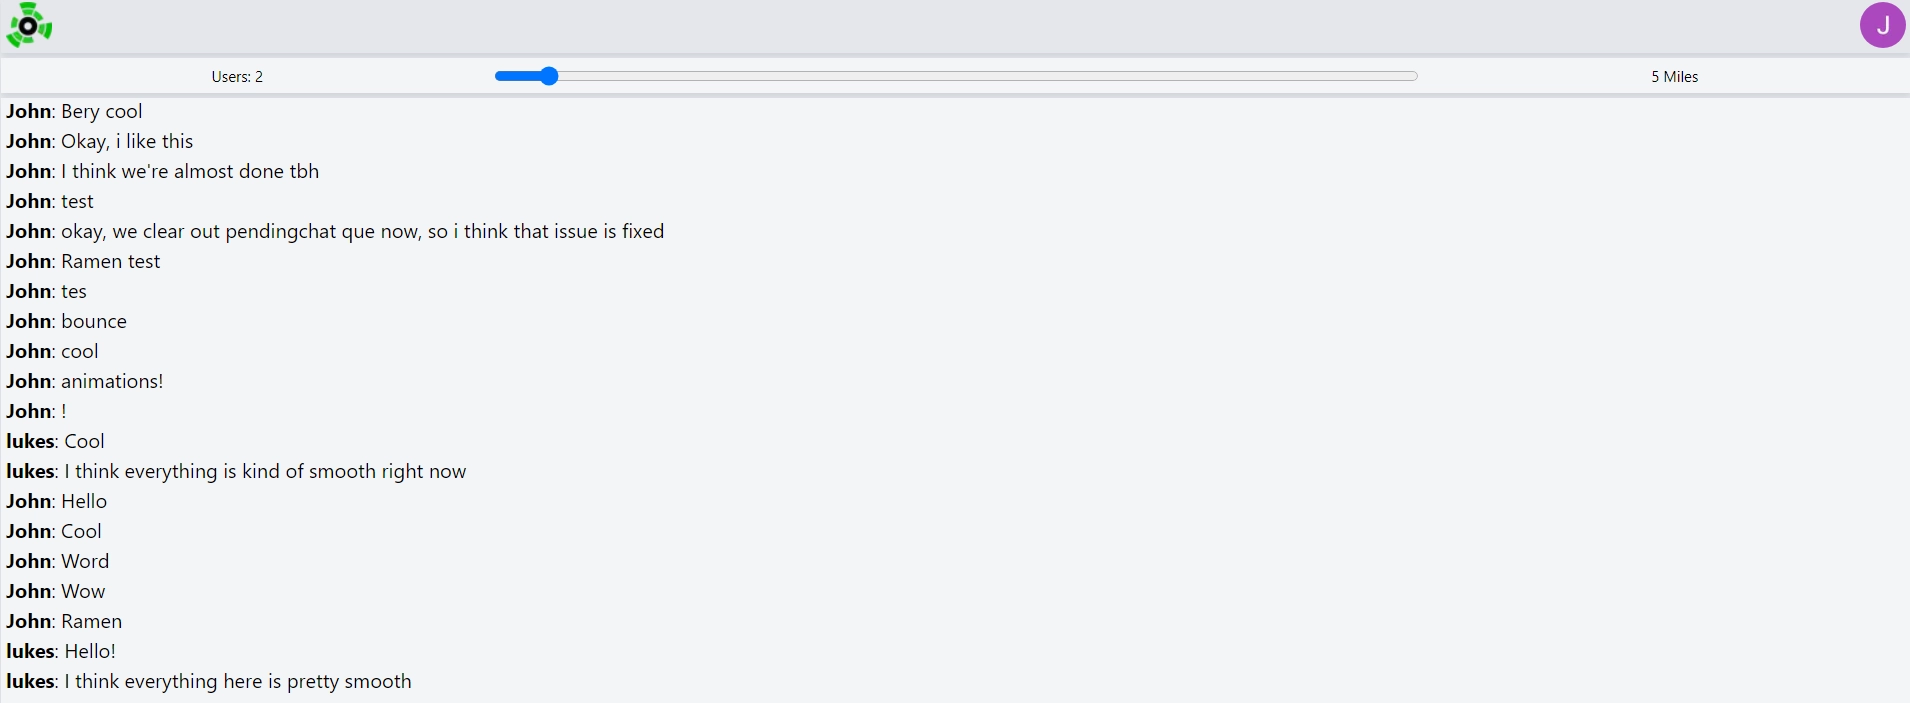 J
Users: 2
5 Miles
John: Bery cool
John: Okay, i like this
John: I think we're almost done tbh
John: test
John: okay, we clear out pendingchat que now, so i think that issue is fixed
John: Ramen test
John: tes
John: bounce
John: cool
John: animations!
John: !
lukes: Cool
lukes: I think everything is kind of smooth right now
John: Hello
John: Cool
John: Word
John: Wow
John: Ramen
lukes: Hello!
lukes: I think everything here is pretty smooth